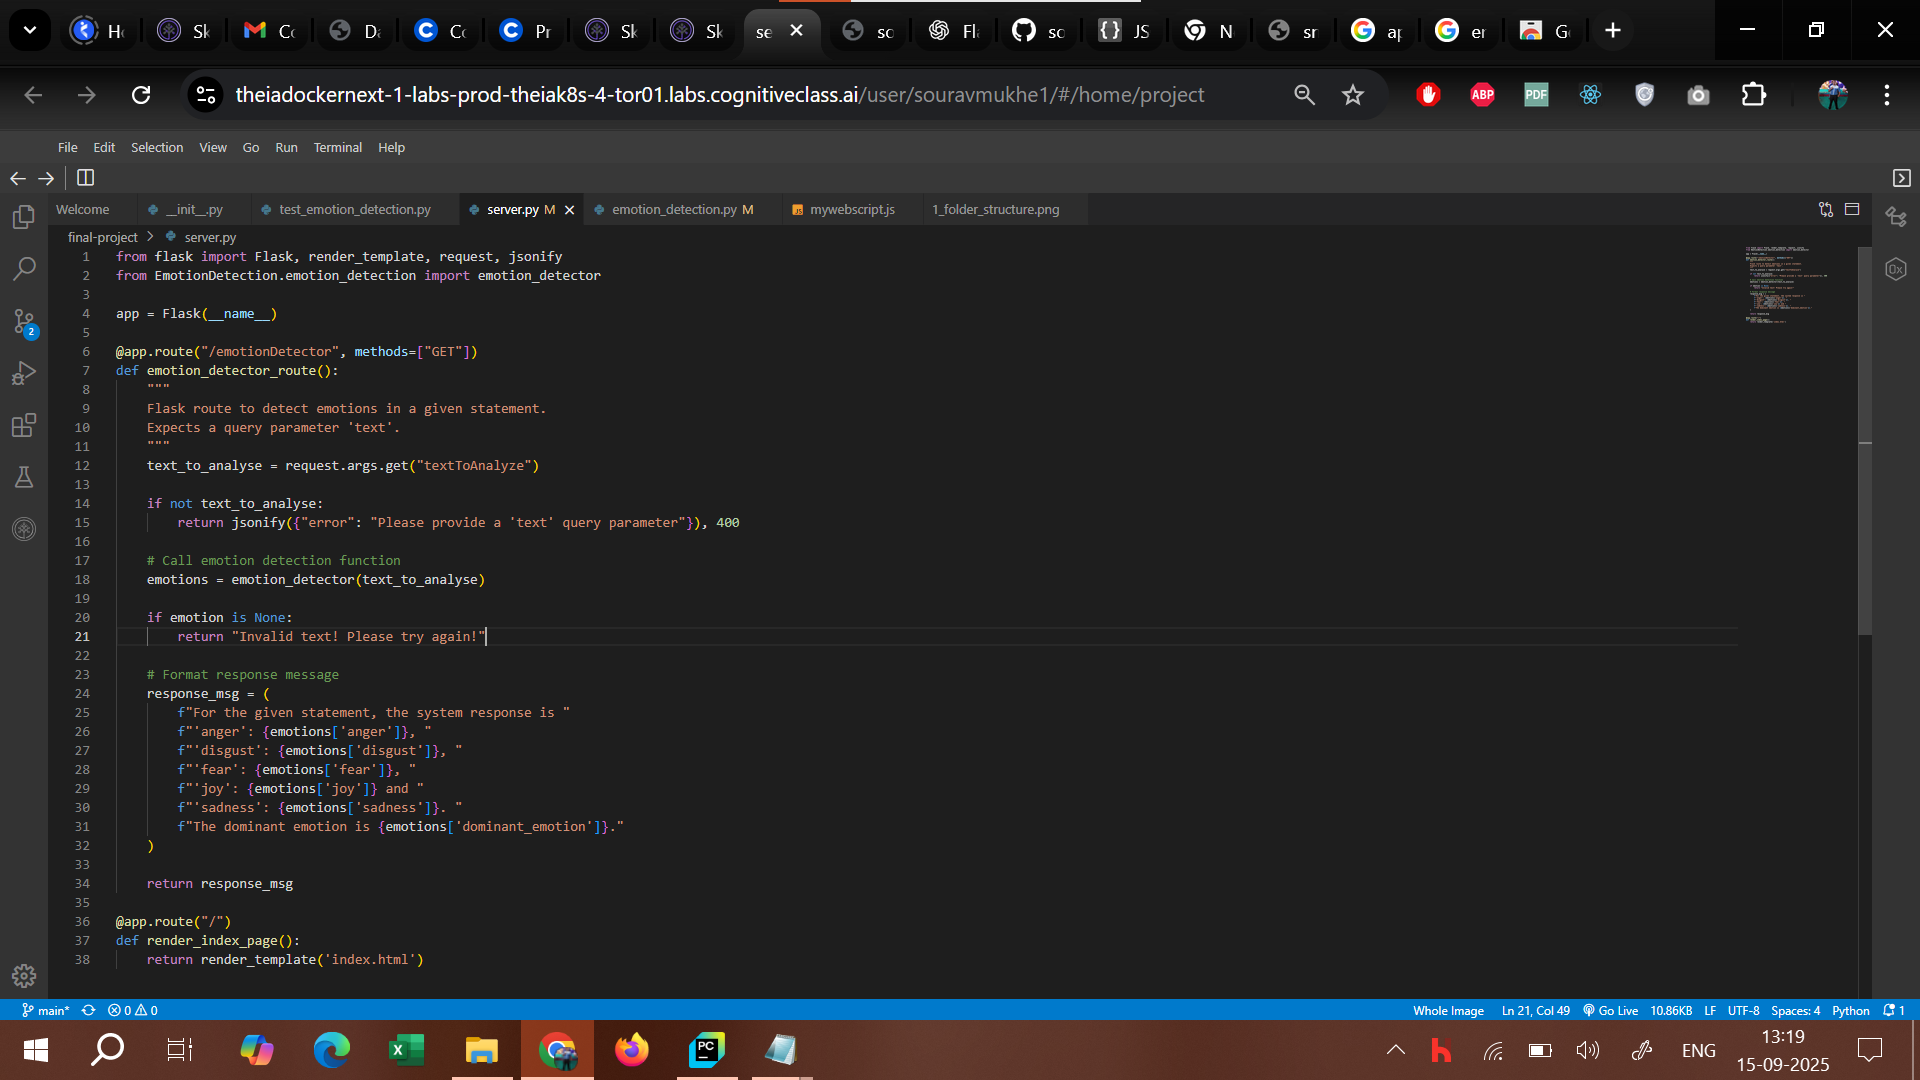 Hc
Sk
Co
Da
Co
Pr
Sk
Sk
se
sc
Fl
so
JS
N
sr
ap
er
G
theiadockernext-1-labs-prod-theiak8s-4-tor01.labs.cognitiveclass.ai/user/souravmukhe1/#/home/project
ABP
PDF
File Edit Selection View Go Run Terminal Help
Welcome __init__.py test_emotion_detection.py server.py M emotion_detection.py M JS mywebscript.js 1_folder_structure.png
final-project > server.py
1 from flask import Flask, render_template, request, jsonify
2 from EmotionDetection.emotion_detection import emotion_detector
3
4 app = Flask(__name__)
5
6 @app.route("/emotionDetector", methods=["GET"])
7 def emotion_detector_route():
8 """
9 Flask route to detect emotions in a given statement.
10 Expects a query parameter 'text'.
11 """
12 text_to_analyse = request.args.get("textToAnalyze")
13
14 if not text_to_analyse:
15 return jsonify({"error": "Please provide a 'text' query parameter"}), 400
16
17 # Call emotion detection function
18 emotions = emotion_detector(text_to_analyse)
19
20 if emotion is None:
21 return "Invalid text! Please try again!"
22
23 # Format response message
24 response_msg = (
25 f"For the given statement, the system response is "
26 f"'anger': {emotions['anger']}, "
27 f"'disgust': {emotions['disgust']}, "
28 f"'fear': {emotions['fear']}, "
29 f"'joy': {emotions['joy']} and "
30 f"'sadness': {emotions['sadness']}. "
31 f"The dominant emotion is {emotions['dominant_emotion']}."
32 )
33
34 return response_msg
35
36 @app.route("/")
37 def render_index_page():
38 return render_template('index.html')
2
0x
main* 0 0 Whole Image Ln 21, Col 49 Go Live 10.86KB LF UTF-8 Spaces: 4 Python 1
PC
ENG
13:19
15-09-2025